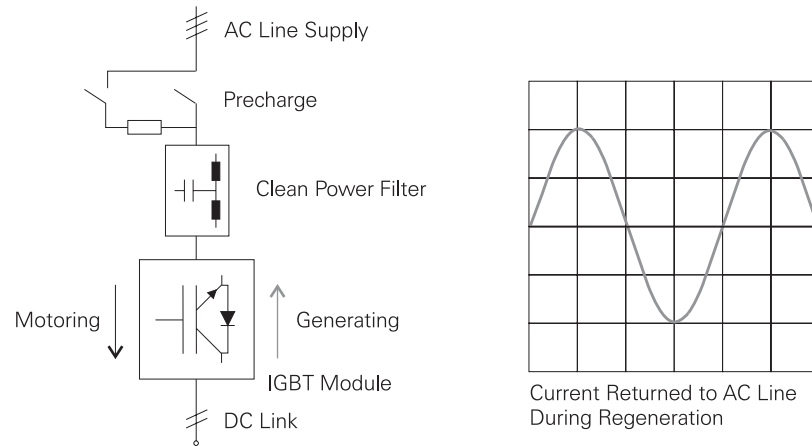 AC Line Supply
Precharge
Clean Power Filter
Motoring
Generating
IGBT Module
DC Link
Current Returned to AC Line
During Regeneration